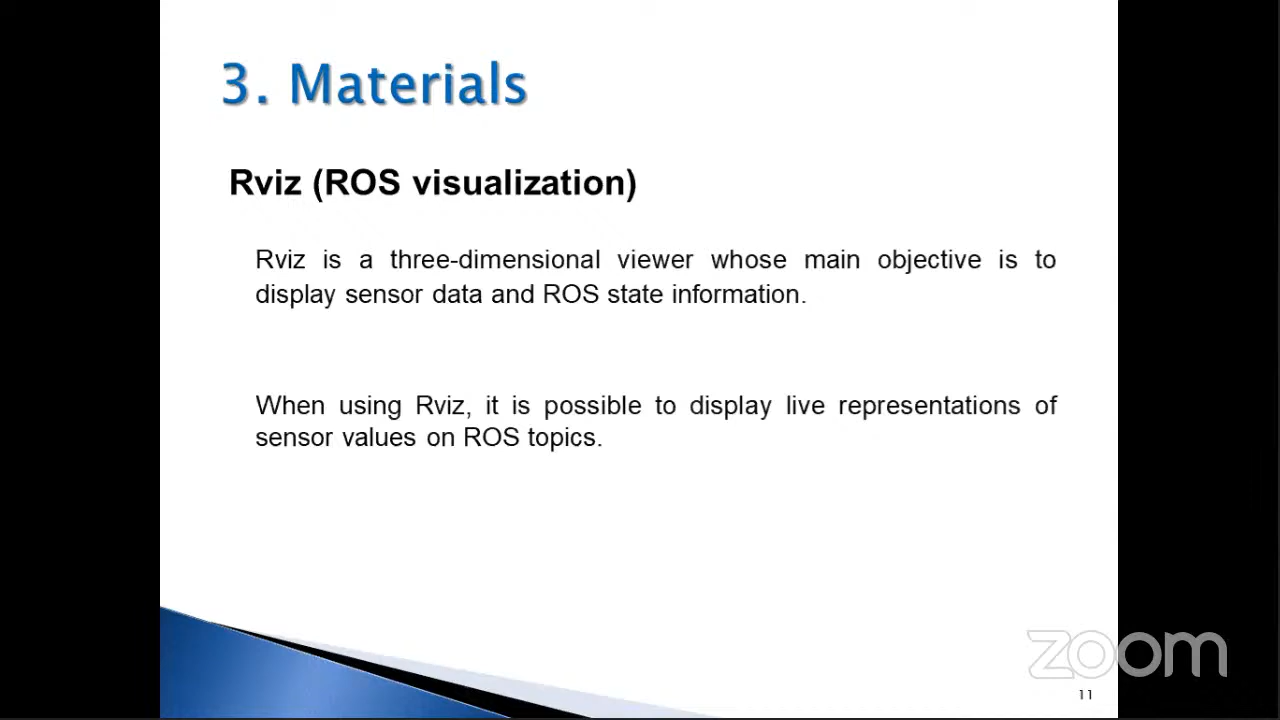 3. Materials
Rviz (ROS visualization)
Rviz is a three-dimensional viewer whose main objective is to
display sensor data and ROS state information.
When using Rviz, it is possible to display live representations of
sensor values on ROS topics.
zoom
11